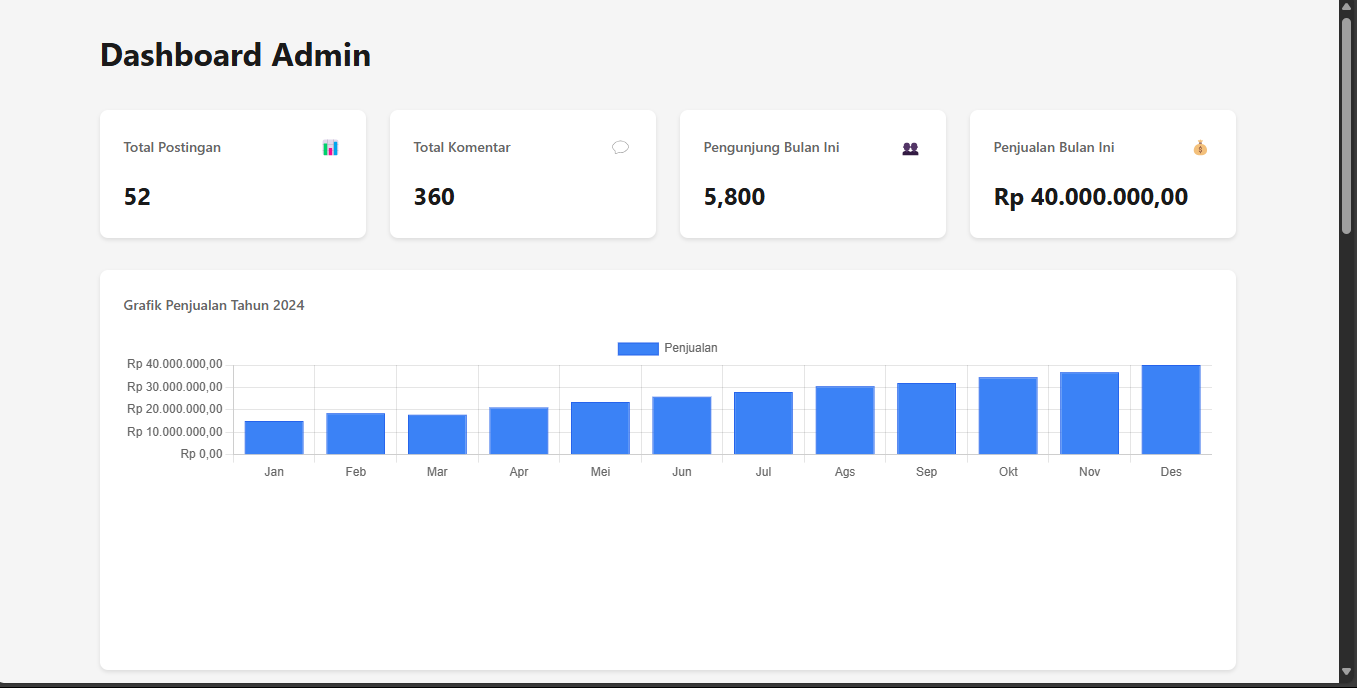 Dashboard Admin
Total Postingan
52
Total Komentar
360
Pengunjung Bulan Ini
5,800
Penjualan Bulan Ini
Rp 40.000.000,00
Grafik Penjualan Tahun 2024
Penjualan
Rp 40.000.000,00
Rp 30.000.000,00
Rp 20.000.000,00
Rp 10.000.000,00
Rp 0,00
Jan Feb Mar Apr Mei Jun Jul Ags Sep Okt Nov Des